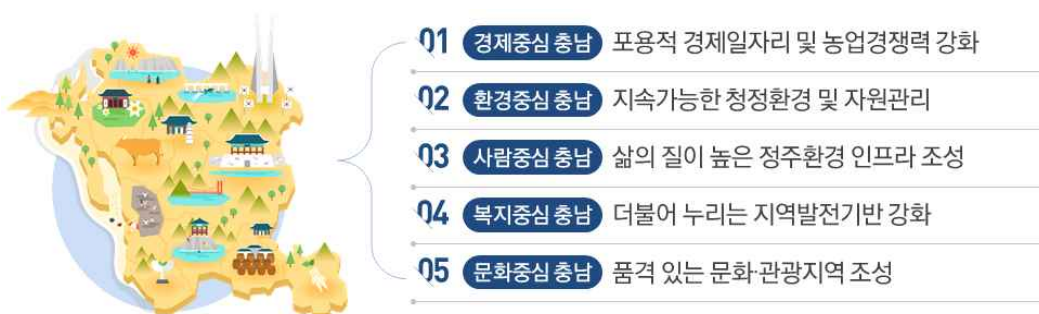 01 경제중심 충남 포용적 경제일자리 및 농업경쟁력 강화
02 환경중심 충남 지속가능한 청정환경 및 자원관리
03 사람중심 충남 삶의 질이 높은 정주환경 인프라 조성
04 복지중심 충남 더불어 누리는 지역발전기반 강화
05 문화중심 충남 품격 있는 문화·관광지역 조성